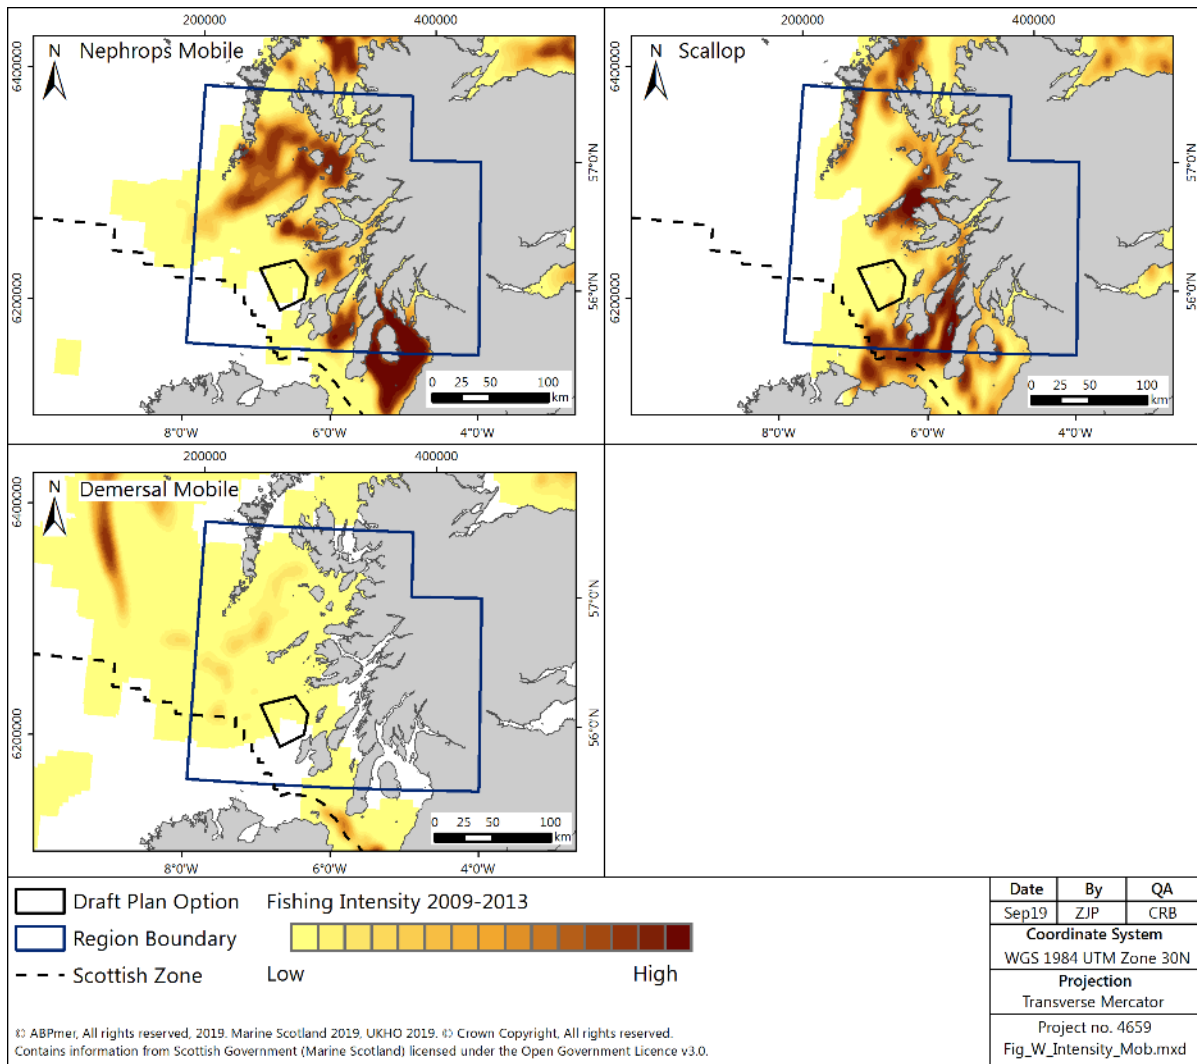 200000 400000
200000 400000
N
Nephrops Mobile
N
Scallop
6400000
6400000
57°0'N
57°0'N
56°0'N
56°0'N
6200000
6200000
0 25 50 100
km
0 25 50 100
km
8°0'W 6°0'W 4°0'W
8°0'W 6°0'W 4°0'W
200000 400000
N
Demersal Mobile
6400000
57°0'N
56°0'N
6200000
0 25 50 100
km
8°0'W 6°0'W 4°0'W
Draft Plan Option
Region Boundary
Scottish Zone
Fishing Intensity 2009-2013
Low High
Date By QA
Sep19 ZJP CRB
Coordinate System
WGS 1984 UTM Zone 30N
Projection
Transverse Mercator
Project no. 4659
Fig_W_Intensity_Mob.mxd
© ABPmer, All rights reserved, 2019. Marine Scotland 2019, UKHO 2019. © Crown Copyright, All rights reserved.
Contains information from Scottish Government (Marine Scotland) licensed under the Open Government Licence v3.0.